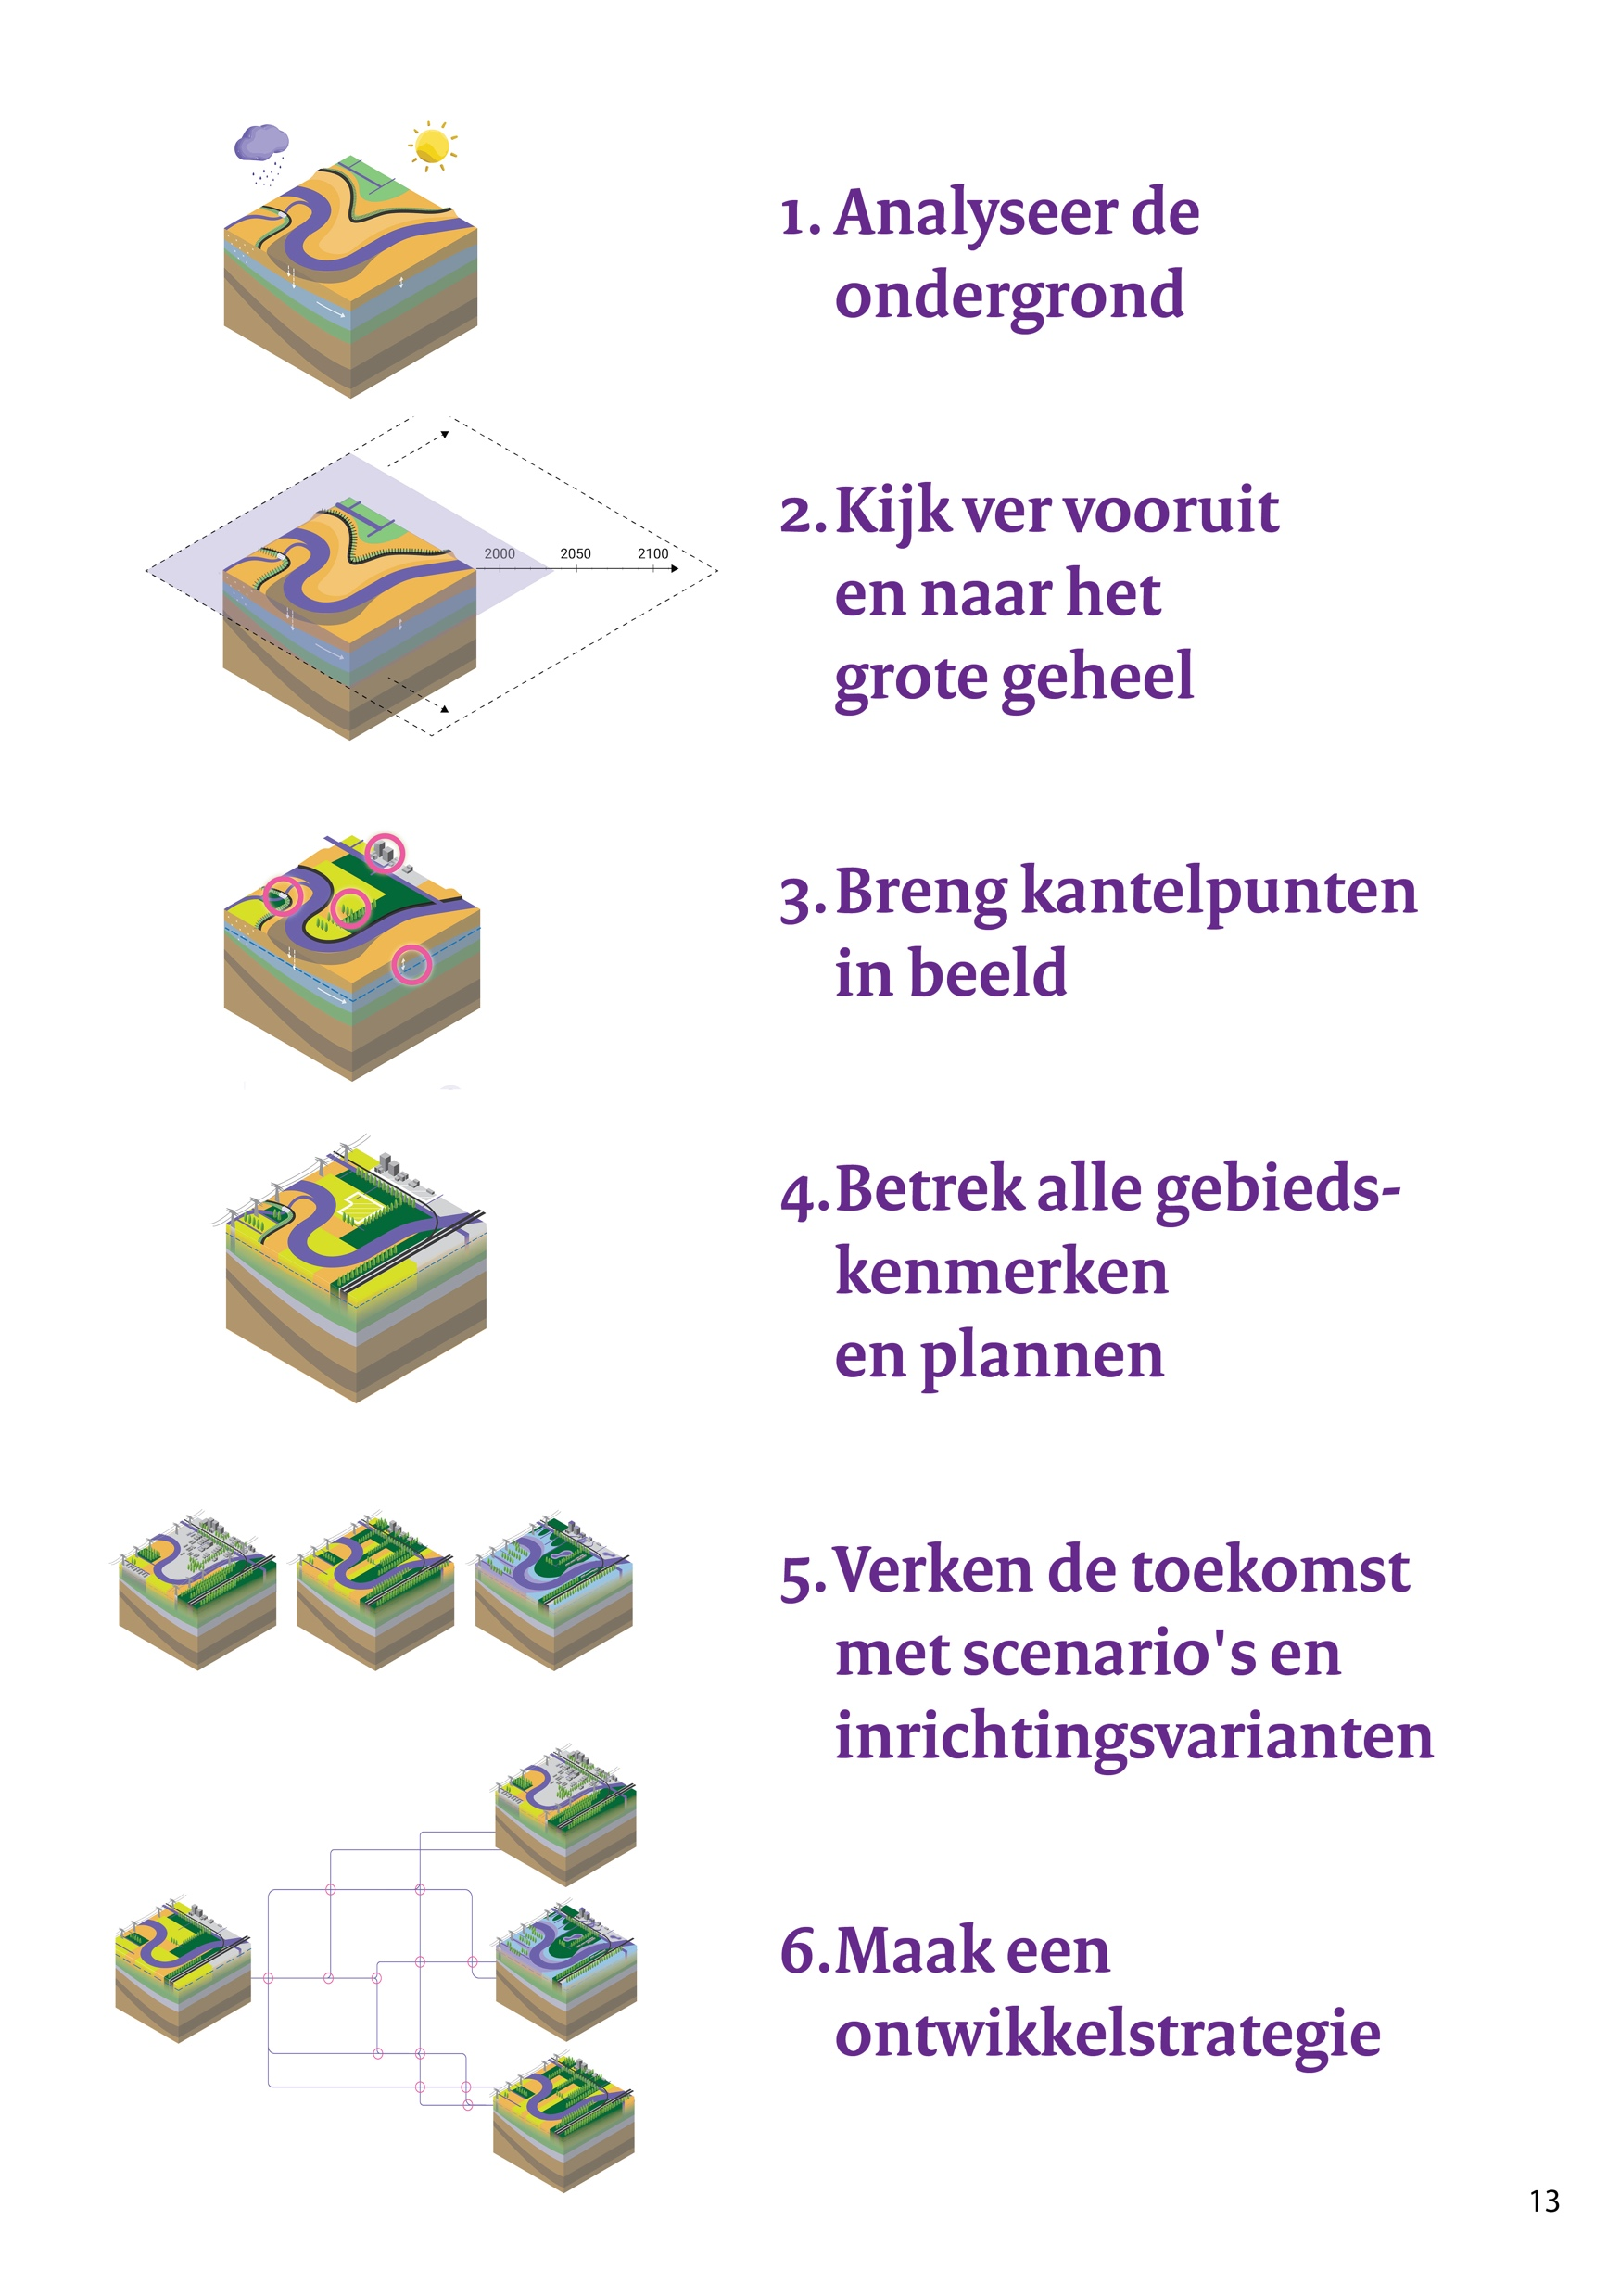 1. Analyseer de
ondergrond
2000 2050 2100
2. Kijk ver vooruit
en naar het
grote geheel
3. Breng kantelpunten
in beeld
4. Betrek alle gebieds-
kenmerken
en plannen
5. Verken de toekomst
met scenario's en
inrichtingsvarianten
6. Maak een
ontwikkelstrategie
13